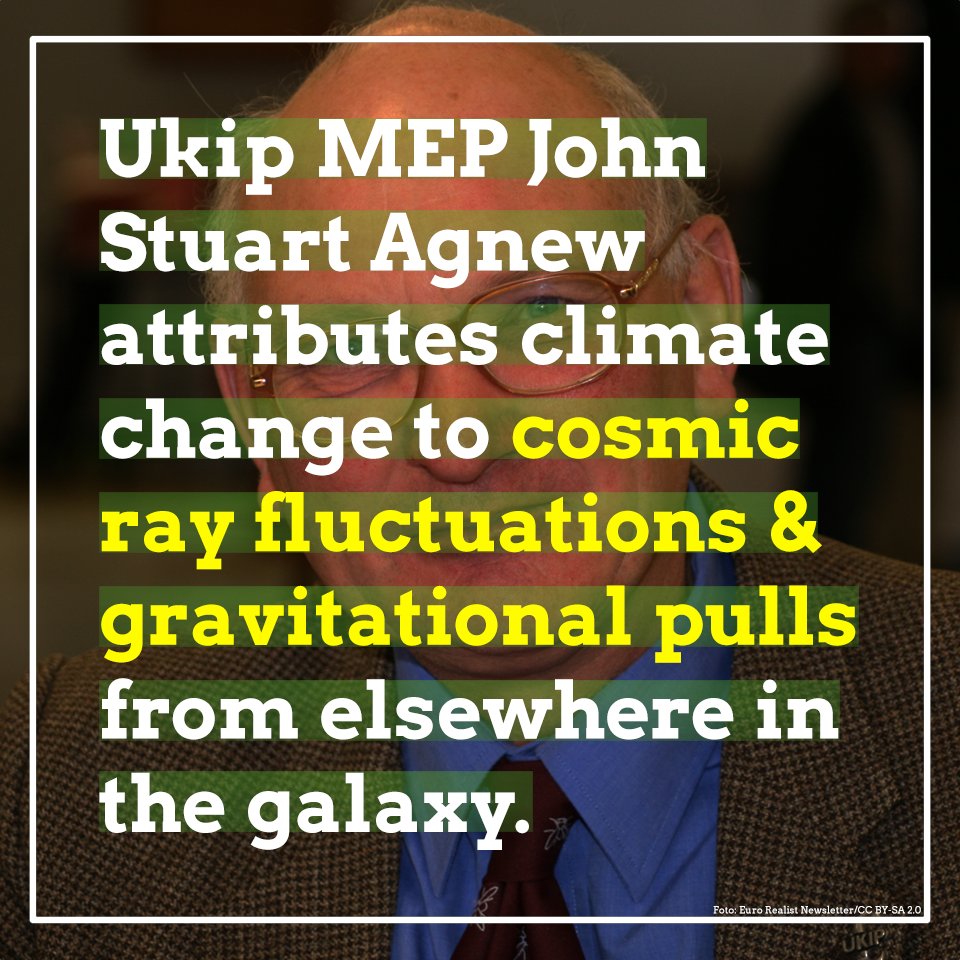 Ukip MEP John
Stuart Agnew
attributes climate
change to cosmic
ray fluctuations &
gravitational pulls
from elsewhere in
the galaxy.
Foto: Euro Realist Newsletter/CC BY-SA 2.0
UKIP